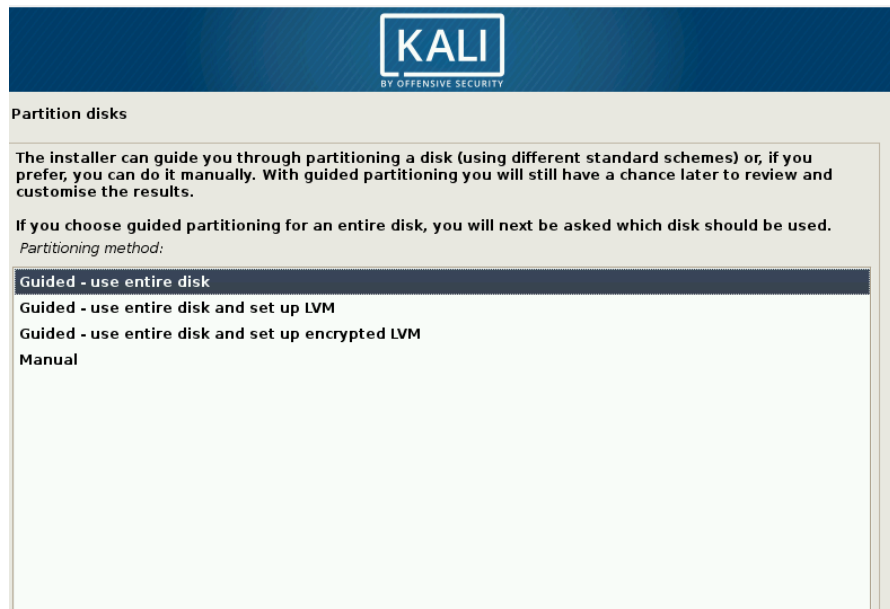 KALI
BY OFFENSIVE SECURITY
Partition disks
The installer can guide you through partitioning a disk (using different standard schemes) or, if you
prefer, you can do it manually. With guided partitioning you will still have a chance later to review and
customise the results.
If you choose guided partitioning for an entire disk, you will next be asked which disk should be used.
Partitioning method:
Guided - use entire disk
Guided - use entire disk and set up LVM
Guided - use entire disk and set up encrypted LVM
Manual